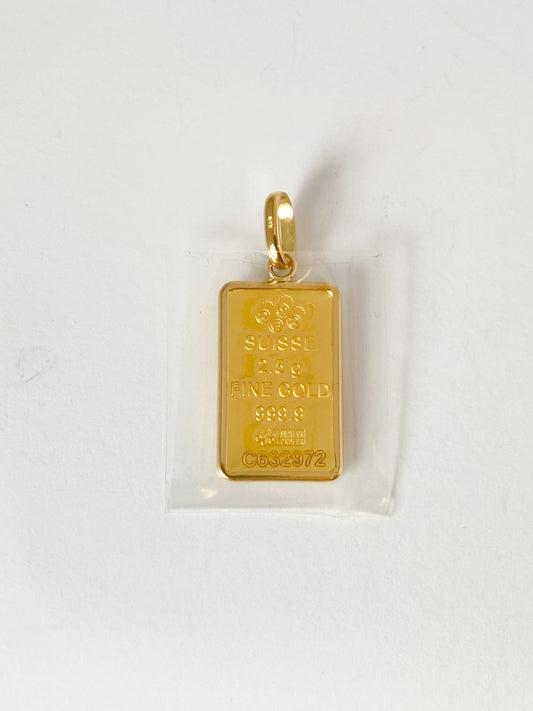 SUISSE
2.5 g
FINE GOLD
999.9
C632972